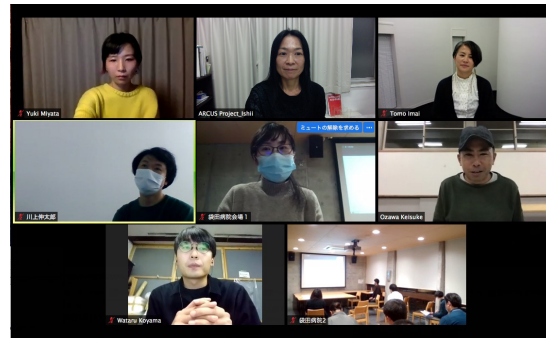 Yuki Miyata
ARCUS Project_Ishii
Tomo Imai
ミュートの解除を求める
川上伸太郎
袋田病院会場 1
Ozawa Keisuke
Wataru Koyama
袋田病院2